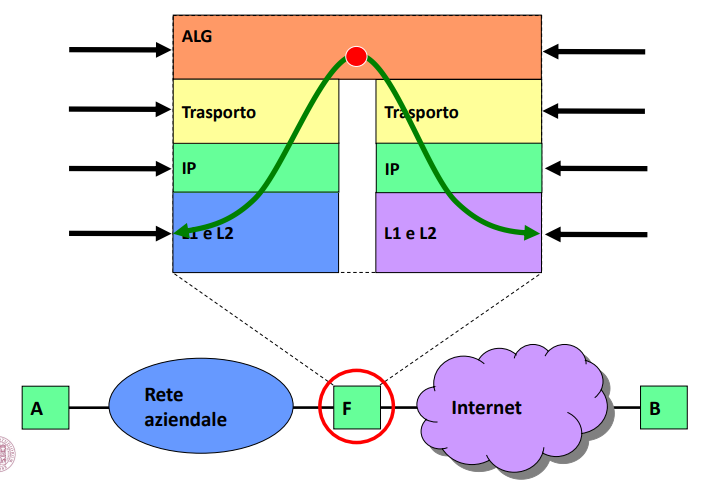 ALG
Trasporto
Trasporto
IP
IP
L1 e L2
L1 e L2
A
Rete
aziendale
F
Internet
B